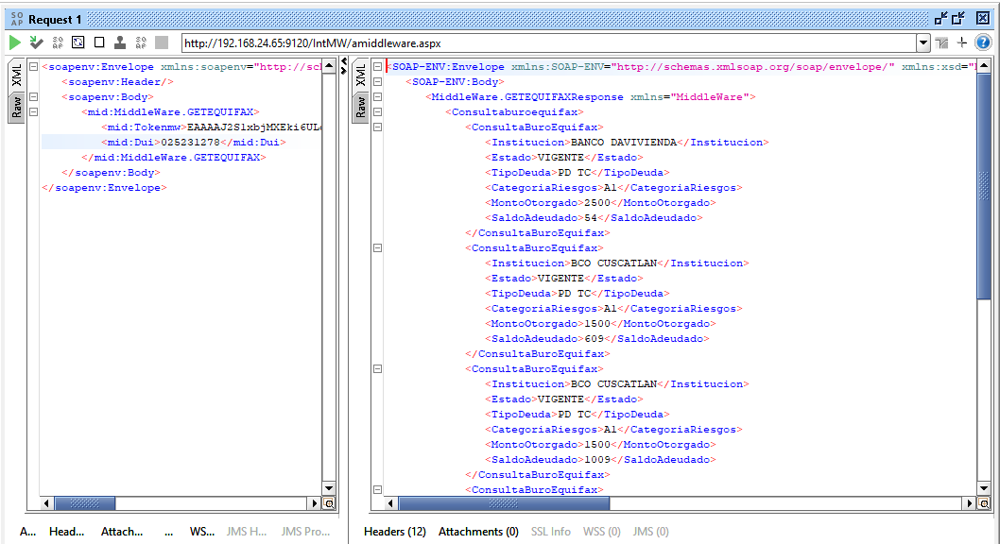 SO
AP
Request 1
http://192.168.24.65:9120/IntMW/amiddleware.aspx
XML
Raw
<soapenv:Envelope xmlns:soapenv="http://
<soapenv:Header/>
<soapenv:Body>
<mid:MiddleWare.GETEQUIFAX>
<mid:Tokenmw>
<mid:Dui>025231278</mid:Dui>
</mid:MiddleWare.GETEQUIFAX>
</soapenv:Body>
</soapenv:Envelope>
XML
Raw
<SOAP-ENV:Envelope xmlns:SOAP-ENV="http://schemas.xmlsoap.org/soap/envelope/" xmlns:xsd="
<SOAP-ENV:Body>
<MiddleWare.GETEQUIFAXResponse xmlns="MiddleWare">
<Consultaburoequifax>
<ConsultaBuroEquifax>
<Institucion>BANCO DAVIVIENDA</Institucion>
<Estado>VIGENTE</Estado>
<TipoDeuda>PD TC</TipoDeuda>
<CategoriaRiesgos>A1</CategoriaRiesgos>
<MontoOtorgado>2500</MontoOtorgado>
<SaldoAdeudado>54</SaldoAdeudado>
</ConsultaBuroEquifax>
<ConsultaBuroEquifax>
<Institucion>BCO CUSCATLAN</Institucion>
<Estado>VIGENTE</Estado>
<TipoDeuda>PD TC</TipoDeuda>
<CategoriaRiesgos>A1</CategoriaRiesgos>
<MontoOtorgado>1500</MontoOtorgado>
<SaldoAdeudado>609</SaldoAdeudado>
</ConsultaBuroEquifax>
<ConsultaBuroEquifax>
<Institucion>BCO CUSCATLAN</Institucion>
<Estado>VIGENTE</Estado>
<TipoDeuda>PD TC</TipoDeuda>
<CategoriaRiesgos>A1</CategoriaRiesgos>
<MontoOtorgado>1500</MontoOtorgado>
<SaldoAdeudado>1009</SaldoAdeudado>
</ConsultaBuroEquifax>
<ConsultaBuroEquifax>
A... Head... Attach... ... WS... JMS H... JMS Pro...
Headers (12) Attachments (0) SSL Info WSS (0) JMS (0)